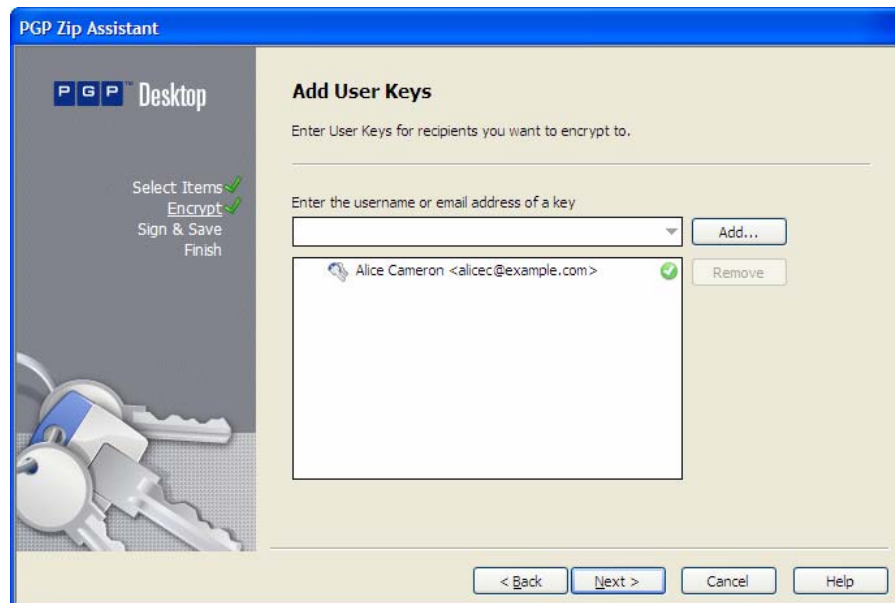 PGP Zip Assistant
PGP™ Desktop
Select Items
Encrypt
Sign & Save
Finish
Add User Keys
Enter User Keys for recipients you want to encrypt to.
Enter the username or email address of a key
Add...
Alice Cameron <alicec@example.com>
Remove
< Back
Next >
Cancel
Help